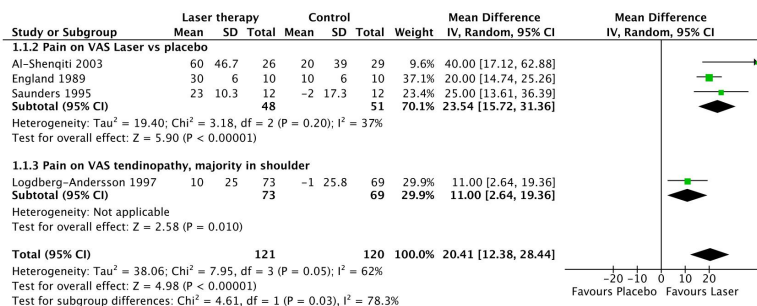 Laser therapy Control Mean Difference Mean Difference
Study or Subgroup Mean SD Total Mean SD Total Weight IV, Random, 95% CI IV, Random, 95% CI
1.1.2 Pain on VAS Laser vs placebo
Al-Shenqiti 2003 60 46.7 26 20 39 29 9.6% 40.00 [17.12, 62.88]
England 1989 30 6 10 10 6 10 37.1% 20.00 [14.74, 25.26]
Saunders 1995 23 10.3 12 -2 17.3 12 23.4% 25.00 [13.61, 36.39]
Subtotal (95% CI) 48 51 70.1% 23.54 [15.72, 31.36]
Heterogeneity: Tau² = 19.40; Chi² = 3.18, df = 2 (P = 0.20); I² = 37%
Test for overall effect: Z = 5.90 (P < 0.00001)
1.1.3 Pain on VAS tendinopathy, majority in shoulder
Logdberg-Andersson 1997 10 25 73 -1 25.8 69 29.9% 11.00 [2.64, 19.36]
Subtotal (95% CI) 73 69 29.9% 11.00 [2.64, 19.36]
Heterogeneity: Not applicable
Test for overall effect: Z = 2.58 (P = 0.010)
Total (95% CI) 121 120 100.0% 20.41 [12.38, 28.44]
Heterogeneity: Tau² = 38.06; Chi² = 7.95, df = 3 (P = 0.05); I² = 62%
Test for overall effect: Z = 4.98 (P < 0.00001)
Test for subgroup differences: Chi² = 4.61, df = 1 (P = 0.03), I² = 78.3%
-20 -10 0 10 20
Favours Placebo Favours Laser